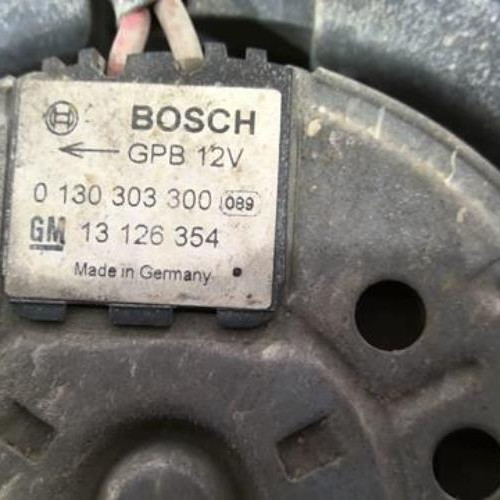 BOSCH
GPB 12V
0 130 303 300 089
GM 13 126 354
Made in Germany